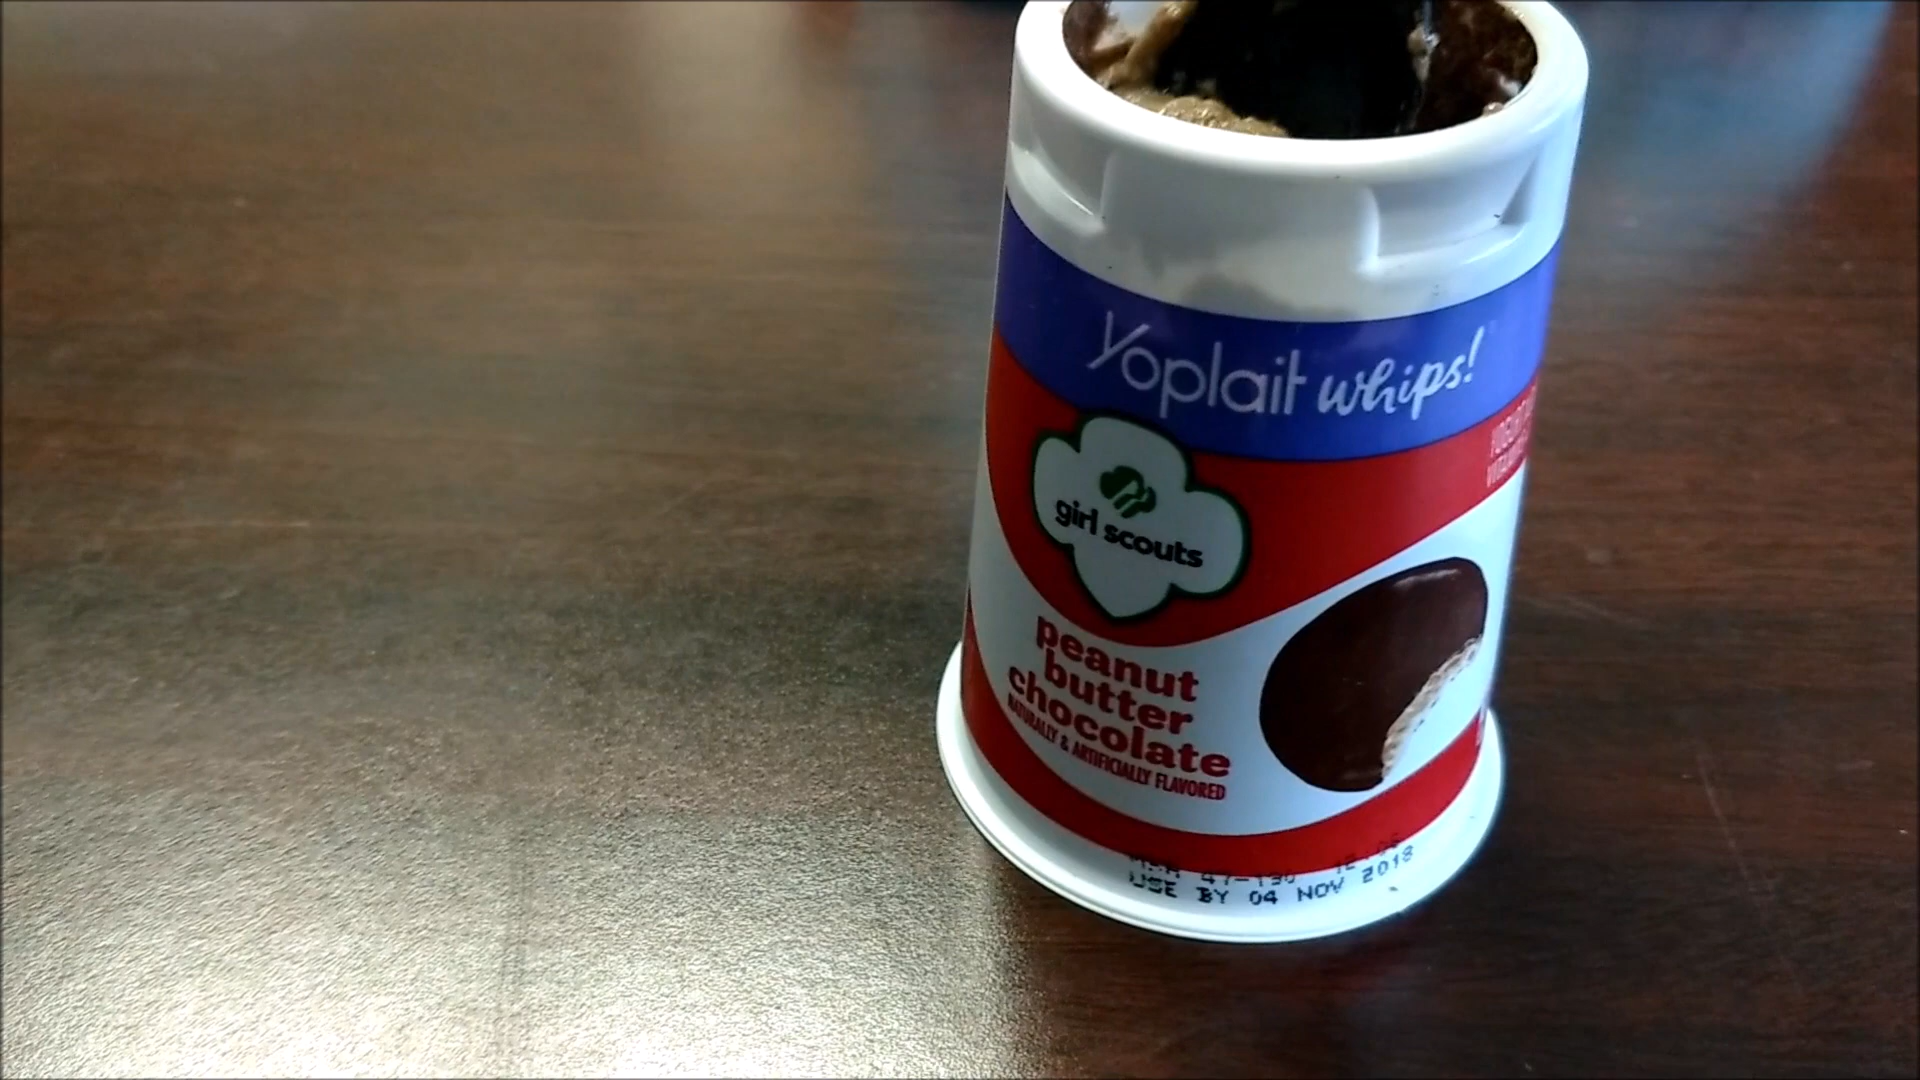 Yoplait whips!
girl scouts
peanut
butter
chocolate
NATURALLY & ARTIFICIALLY FLAVORED
USE BY 04 NOV 2018